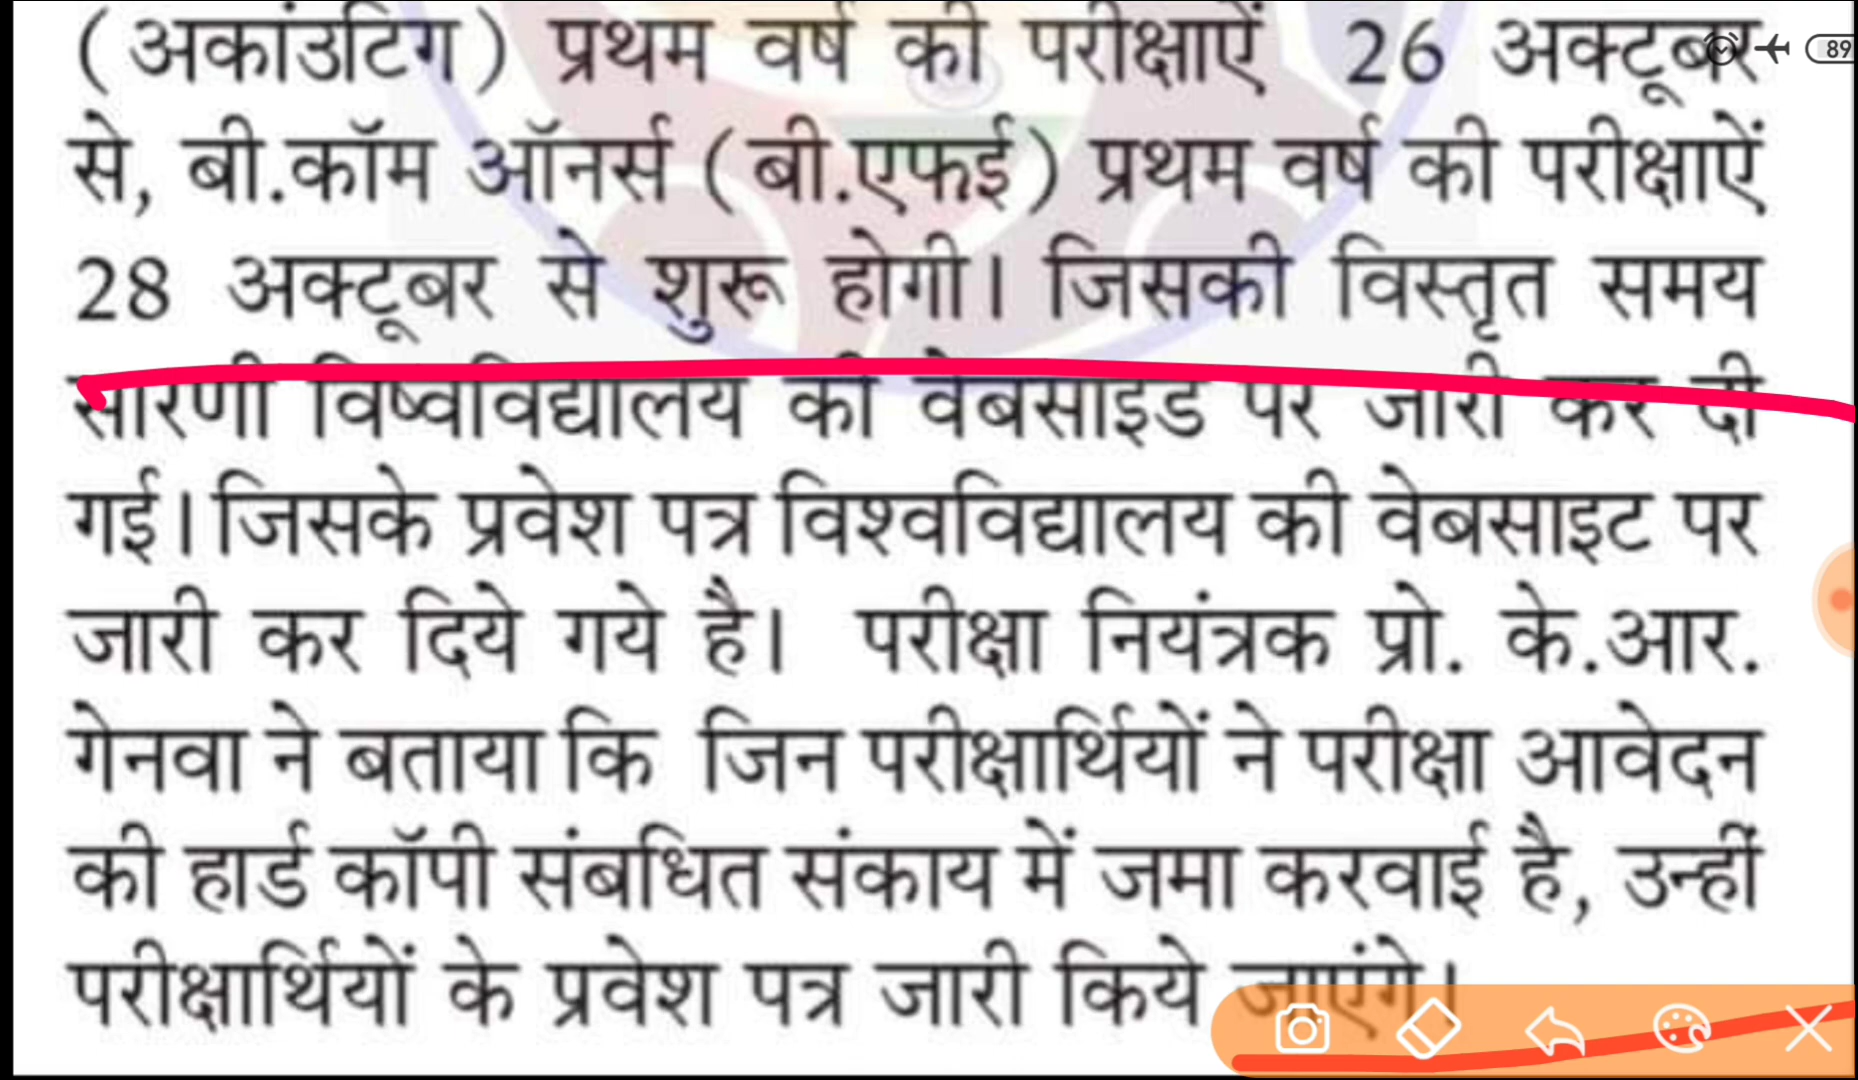 (अकांउटिंग) प्रथम वर्ष की परीक्षाऐं 26 अक्टूबर
89
से, बी.कॉम ऑनर्स (बी.एफई) प्रथम वर्ष की परीक्षाऐं
28 अक्टूबर से शुरू होगी। जिसकी विस्तृत समय
सारणी विष्वविद्यालय की वेबसाइड पर जारी कर दी
गई। जिसके प्रवेश पत्र विश्वविद्यालय की वेबसाइट पर
जारी कर दिये गये है। परीक्षा नियंत्रक प्रो. के.आर.
गेनवा ने बताया कि जिन परीक्षार्थियों ने परीक्षा आवेदन
की हार्ड कॉपी संबधित संकाय में जमा करवाई है, उन्हीं
परीक्षार्थियों के प्रवेश पत्र जारी किये जाएंगे।